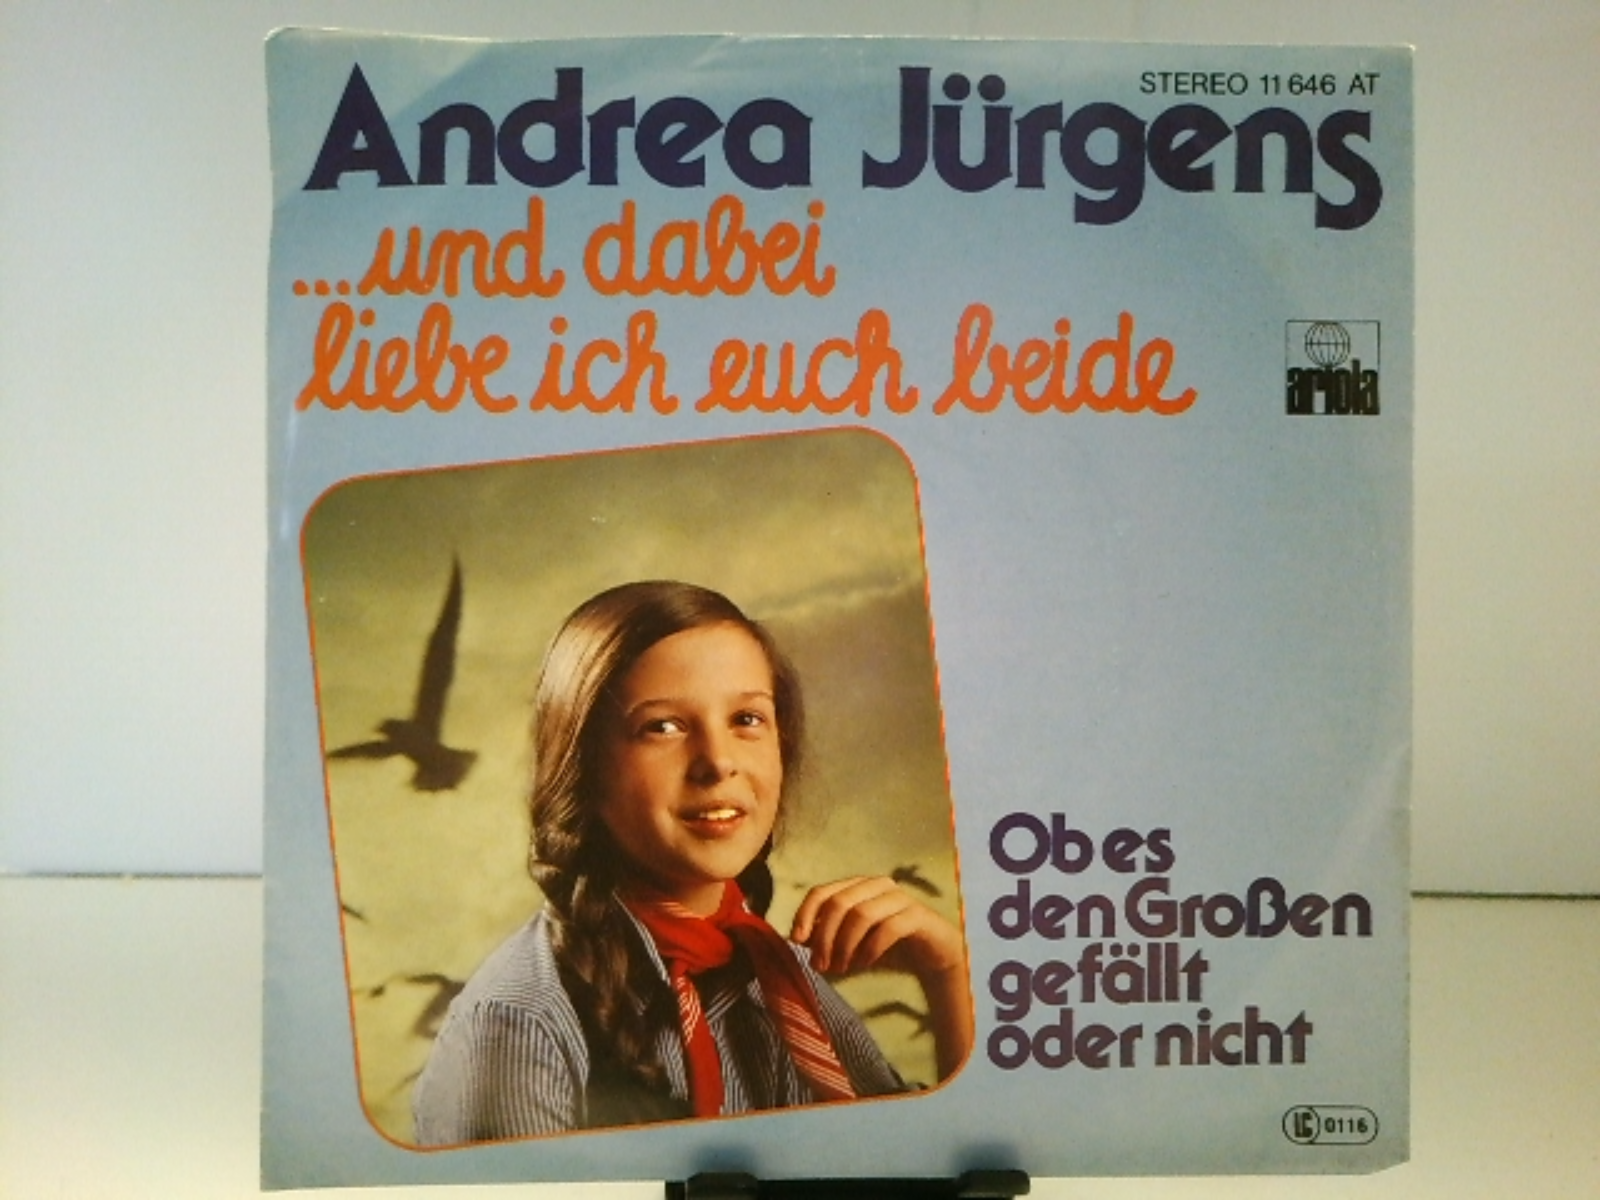 STEREO 11 646 AT
Andrea Jürgens
...und dabei
liebe ich euch beide
ariola
Ob es
den Großen
gefällt
oder nicht
LC 0116